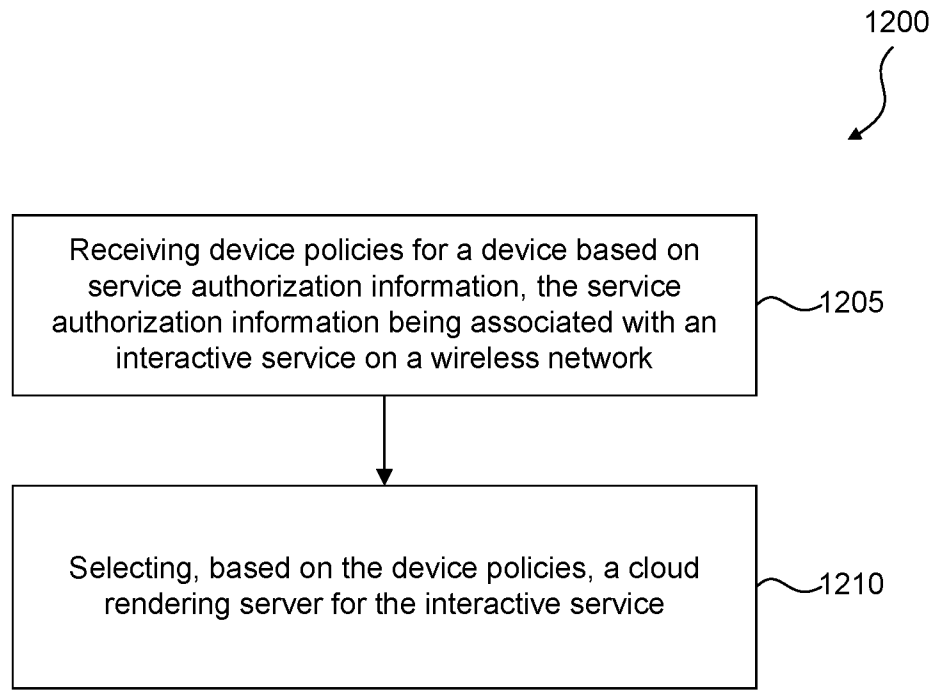 1200
Receiving device policies for a device based on
service authorization information, the service
authorization information being associated with an
interactive service on a wireless network
1205
Selecting, based on the device policies, a cloud
rendering server for the interactive service
1210